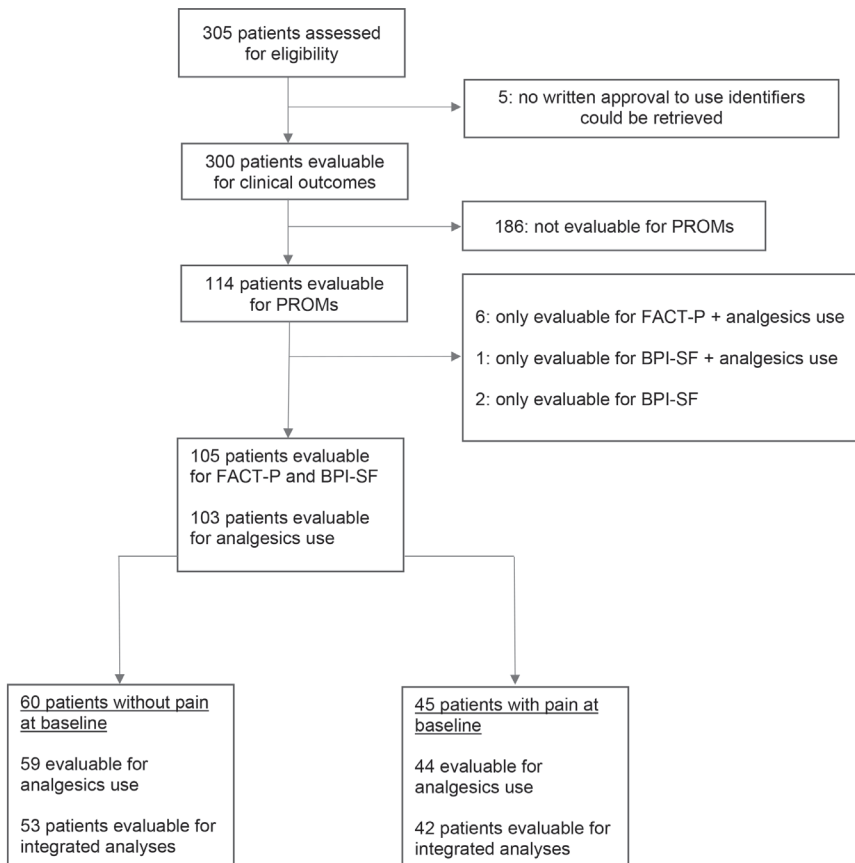 305 patients assessed
for eligibility
5: no written approval to use identifiers
could be retrieved
300 patients evaluable
for clinical outcomes
186: not evaluable for PROMs
114 patients evaluable
for PROMs
6: only evaluable for FACT-P + analgesics use
1: only evaluable for BPI-SF + analgesics use
2: only evaluable for BPI-SF
105 patients evaluable
for FACT-P and BPI-SF
103 patients evaluable
for analgesics use
60 patients without pain
at baseline
59 evaluable for
analgesics use
53 patients evaluable for
integrated analyses
45 patients with pain at
baseline
44 evaluable for
analgesics use
42 patients evaluable for
integrated analyses